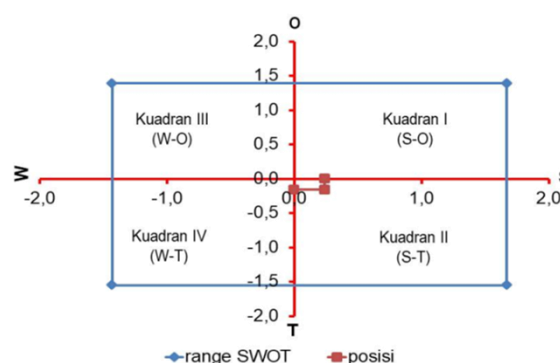 O
2,0
1,5
Kuadran III
(W-O)
1,0
Kuadran I
(S-O)
0,5
W
0,0
-2,0
-1,0
0,0
1,0
2,0
-0,5
Kuadran IV
(W-T)
-1,0
Kuadran II
(S-T)
-1,5
-2,0
T
range SWOT
posisi